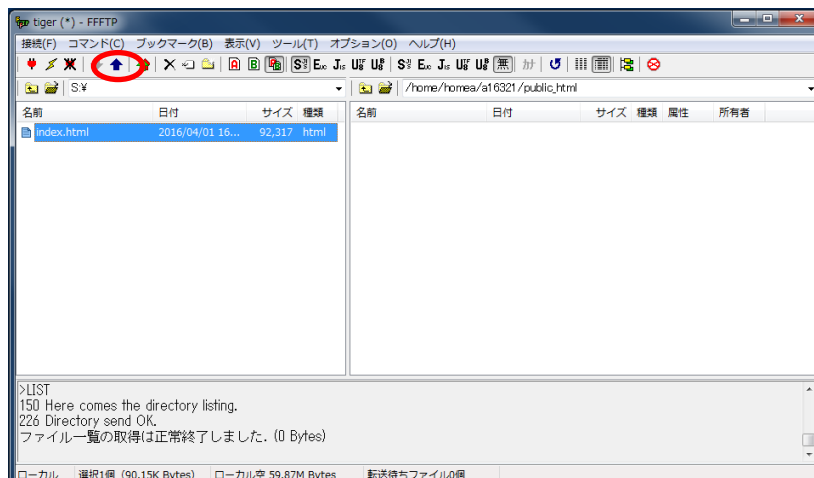 tiger (*) - FFFTP
接続(F) コマンド(C) ブックマーク(B) 表示(V) ツール(T) オプション(O) ヘルプ(H)
S:¥ /home/homea/a16321/public_html
名前 日付 サイズ 種類 名前 日付 サイズ 種類 属性 所有者
index.html 2016/04/01 16... 92,317 html
>LIST
150 Here comes the directory listing.
226 Directory send OK.
ファイル一覧の取得は正常終了しました. (0 Bytes)
ローカル 選択1個 (90.15K Bytes) ローカル空 59.87M Bytes 転送待ちファイル0個